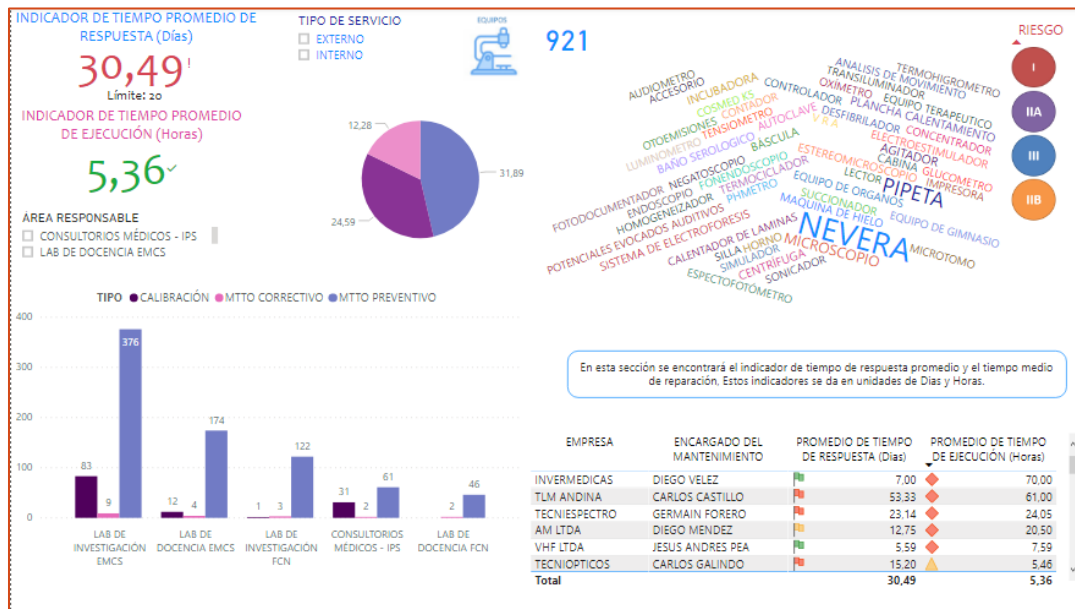 INDICADOR DE TIEMPO PROMEDIO DE
RESPUESTA (Días)
30,49!
Límite: 20
INDICADOR DE TIEMPO PROMEDIO
DE EJECUCIÓN (Horas)
5,36
ÁREA RESPONSABLE
CONSULTORIOS MÉDICOS - IPS
LAB DE DOCENCIA EMCS
TIPO DE SERVICIO
EXTERNO
INTERNO
EQUIPOS
12,28
31,89
24,59
921
RIESGO
I
IIA
III
IIB
AUDIOMETRO
ACCESORIO
INCUBADORA
COSMED K5
CONTADOR
OTOEMISIONES
TENSIOMETRO
LUMINOMETRO
BAÑO SEROLOGICO
AUTOCLAVE
BÁSCULA
CONTROLADOR
ANALISIS DE MOVIMIENTO
TERMOHIGROMETRO
TRANSILUMINADOR
OXÍMETRO
EQUIPO TERAPEUTICO
PLANCHA CALENTAMIENTO
DESFIBRILADOR
CONCENTRADOR
V R A
ELECTROESTIMULADOR
AGITADOR
ESTEREOMICROSCOPIO
CABINA
GLUCOMETRO
LECTOR
IMPRESORA
PIPETA
FOTODOCUMENTADOR
NEGATOSCOPIO
ENDOSCOPIO
FONENDOSCOPIO
HOMOGENEIZADOR
TERMOCICLADOR
PHMETRO
EQUIPO DE ORGANOS
SUCCIONADOR
MAQUINA DE HIELO
EQUIPO DE GIMNASIO
POTENCIALES EVOCADOS AUDITIVOS
SISTEMA DE ELECTROFORESIS
CALENTADOR DE LAMINAS
NEVERA
SILLA
HORNO
MICROSCOPIO
MICROTOMO
SIMULADOR
CENTRÍFUGA
SONICADOR
ESPECTOFOTÓMETRO
TIPO CALIBRACIÓN MTTO CORRECTIVO MTTO PREVENTIVO
400
300
200
100
0
83
9
376
12
4
174
1
3
122
31
2
61
2
46
LAB DE
INVESTIGACIÓN
EMCS
LAB DE
DOCENCIA EMCS
LAB DE
INVESTIGACIÓN
FCN
CONSULTORIOS
MÉDICOS - IPS
LAB DE
DOCENCIA FCN
En esta sección se encontrará el indicador de tiempo de respuesta promedio y el tiempo medio
de reparación, Estos indicadores se da en unidades de Dias y Horas.
EMPRESA ENCARGADO DEL MANTENIMIENTO PROMEDIO DE TIEMPO DE RESPUESTA (Dias) PROMEDIO DE TIEMPO DE EJECUCIÓN (Horas)
INVERMEDICAS DIEGO VELEZ 7,00 70,00
TLM ANDINA CARLOS CASTILLO 53,33 61,00
TECNIESPECTRO GERMAIN FORERO 23,14 24,05
AM LTDA DIEGO MENDEZ 12,75 20,50
VHF LTDA JESUS ANDRES PEA 5,59 7,59
TECNIOPTICOS CARLOS GALINDO 15,20 5,46
Total 30,49 5,36